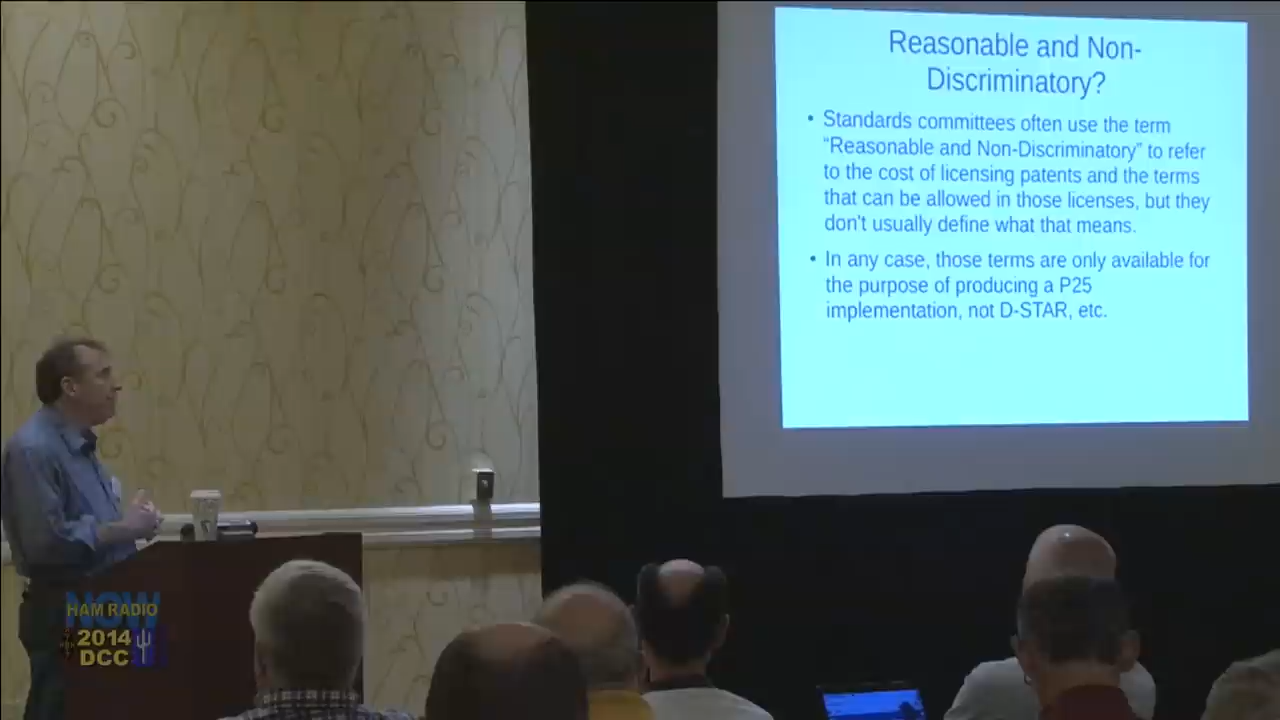 Reasonable and Non-
Discriminatory?
• Standards committees often use the term
“Reasonable and Non-Discriminatory” to refer
to the cost of licensing patents and the terms
that can be allowed in those licenses, but they
don't usually define what that means.
• In any case, those terms are only available for
the purpose of producing a P25
implementation, not D-STAR, etc.
NOW
HAM RADIO
2014
DCC